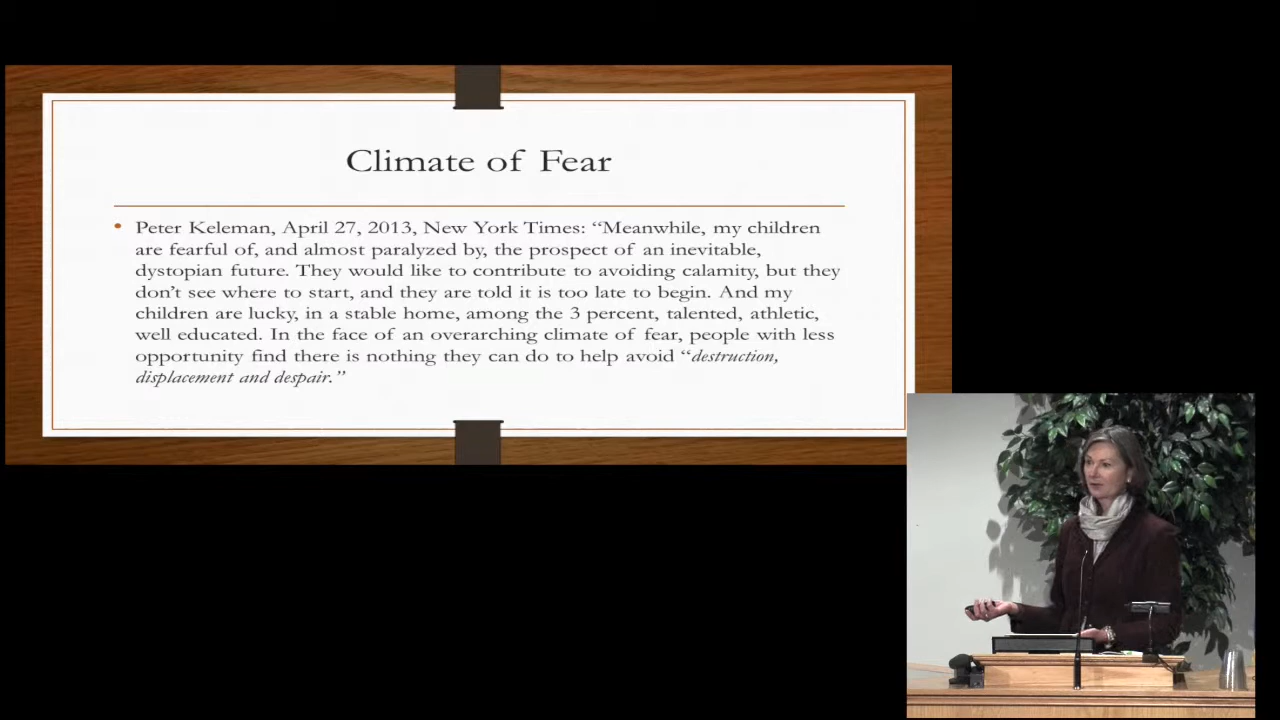 Climate of Fear
• Peter Keleman, April 27, 2013, New York Times: “Meanwhile, my children
are fearful of, and almost paralyzed by, the prospect of an inevitable,
dystopian future. They would like to contribute to avoiding calamity, but they
don’t see where to start, and they are told it is too late to begin. And my
children are lucky, in a stable home, among the 3 percent, talented, athletic,
well educated. In the face of an overarching climate of fear, people with less
opportunity find there is nothing they can do to help avoid “destruction,
displacement and despair.”